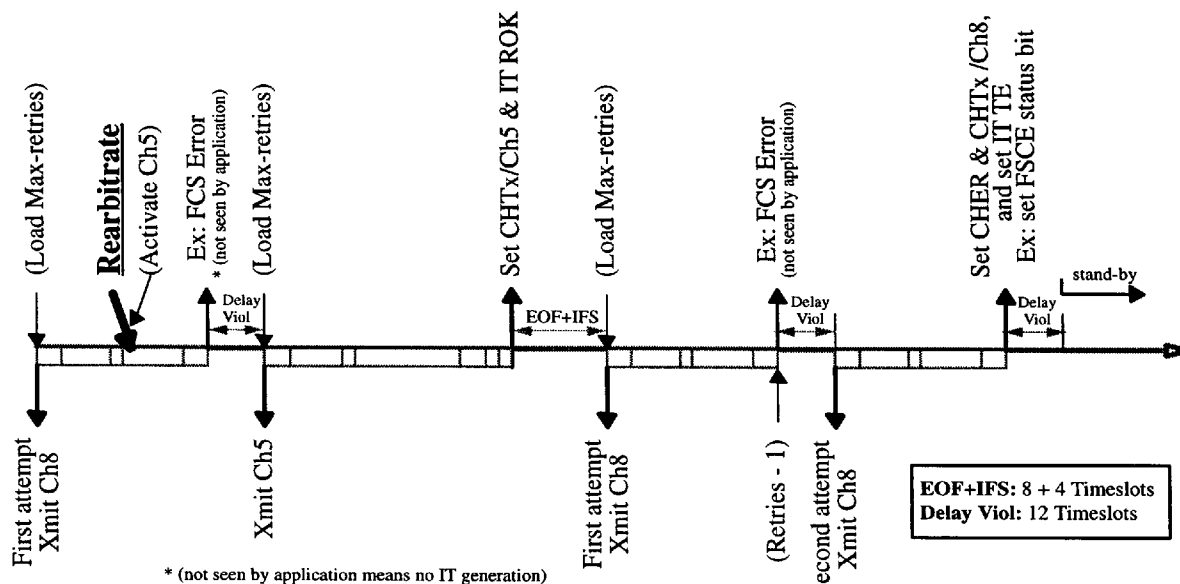 (Load Max-retries)
Rearbitrate
(Activate Ch5)
Ex: FCS Error
* (not seen by application)
(Load Max-retries)
Set CHTx/Ch5 & IT ROK
(Load Max-retries)
Ex: FCS Error
(not seen by application)
Set CHER & CHTx /Ch8,
and set IT TE
Ex: set FSCE status bit
stand-by
Delay
Viol
EOF+IFS
Delay
Viol
Delay
Viol
First attempt
Xmit Ch8
Xmit Ch5
First attempt
Xmit Ch8
(Retries - 1)
econd attempt
Xmit Ch8
EOF+IFS: 8 + 4 Timeslots
Delay Viol: 12 Timeslots
* (not seen by application means no IT generation)